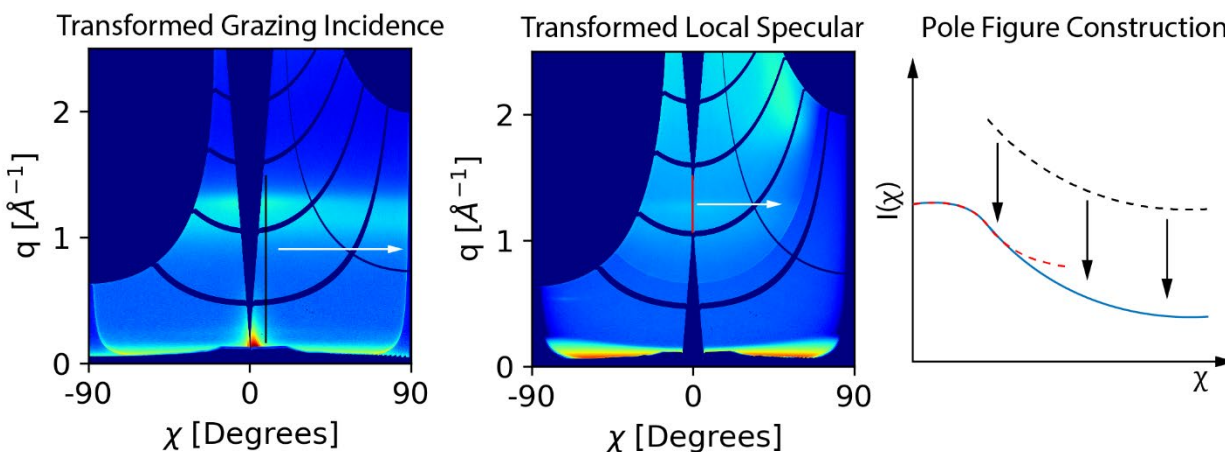 Transformed Grazing Incidence
2
1
0
q [Å⁻¹]
-90
0
90
χ [Degrees]
Transformed Local Specular
2
1
0
q [Å⁻¹]
-90
0
90
χ [Degrees]
Pole Figure Construction
I(χ)
χ